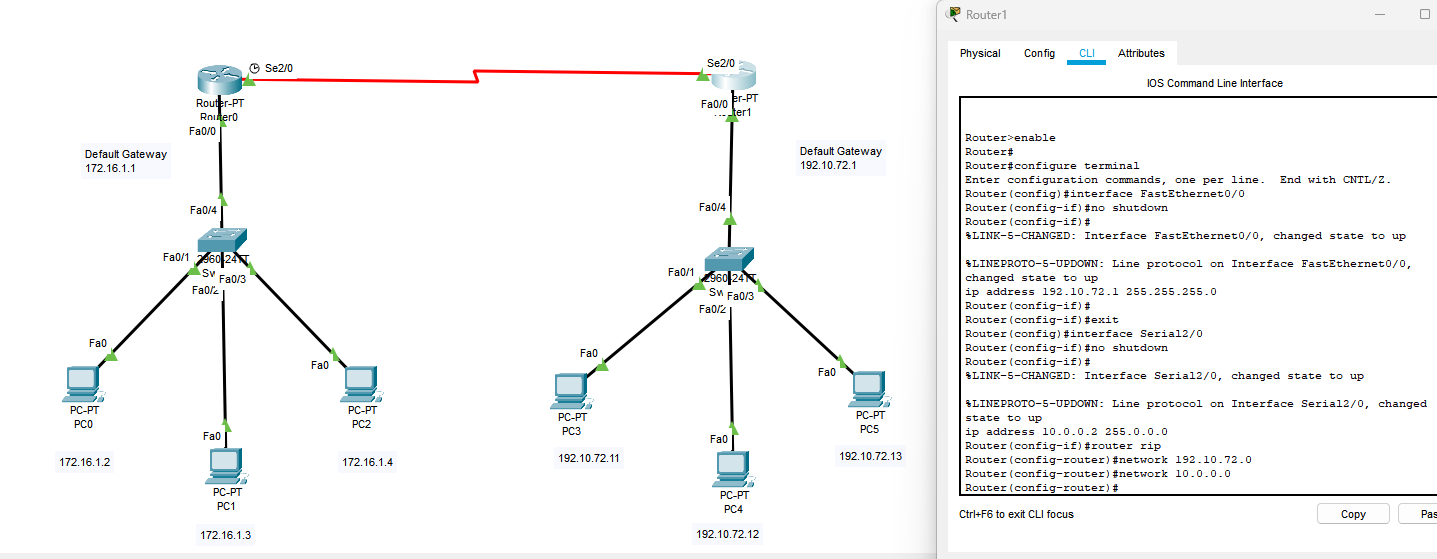 Router1
Physical
Config
CLI
Attributes
IOS Command Line Interface
Router>enable
Router#
Router#configure terminal
Enter configuration commands, one per line.  End with CNTL/Z.
Router(config)#interface FastEthernet0/0
Router(config-if)#no shutdown
Router(config-if)#
%LINK-5-CHANGED: Interface FastEthernet0/0, changed state to up
%LINEPROTO-5-UPDOWN: Line protocol on Interface FastEthernet0/0,
changed state to up
ip address 192.10.72.1 255.255.255.0
Router(config-if)#
Router(config-if)#exit
Router(config)#interface Serial2/0
Router(config-if)#no shutdown
Router(config-if)#
%LINK-5-CHANGED: Interface Serial2/0, changed state to up
%LINEPROTO-5-UPDOWN: Line protocol on Interface Serial2/0, changed
state to up
ip address 10.0.0.2 255.0.0.0
Router(config-if)#router rip
Router(config-router)#network 192.10.72.0
Router(config-router)#network 10.0.0.0
Router(config-router)#
Ctrl+F6 to exit CLI focus
Copy
Pas
Se2/0
Router-PT
Router0
Fa0/0
Default Gateway
172.16.1.1
Fa0/4
Fa0/1
2960-24TT
Sw
Fa0/3
Fa0/2
Fa0
PC-PT
PC0
172.16.1.2
Fa0
PC-PT
PC1
172.16.1.3
Fa0
PC-PT
PC2
172.16.1.4
Se2/0
er-PT
ter1
Fa0/0
Default Gateway
192.10.72.1
Fa0/4
Fa0/1
2960-24TT
Sw
Fa0/3
Fa0/2
Fa0
PC-PT
PC3
192.10.72.11
Fa0
PC-PT
PC4
192.10.72.12
Fa0
PC-PT
PC5
192.10.72.13